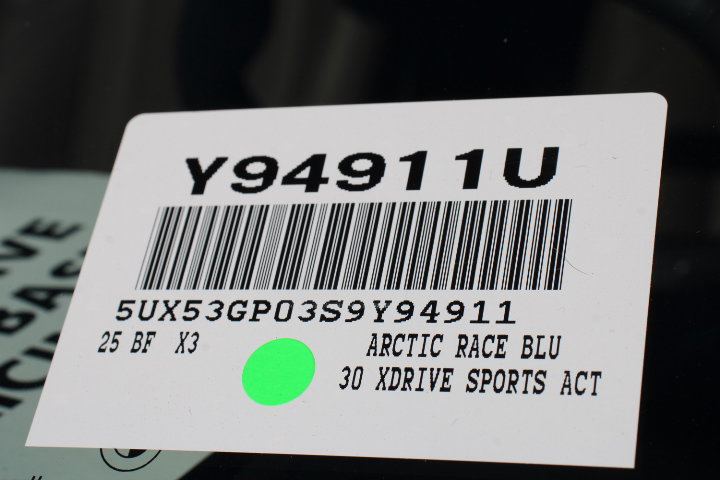 Y94911U
5UX53GP03S9Y94911
25 BF X3
ARCTIC RACE BLU
30 XDRIVE SPORTS ACT